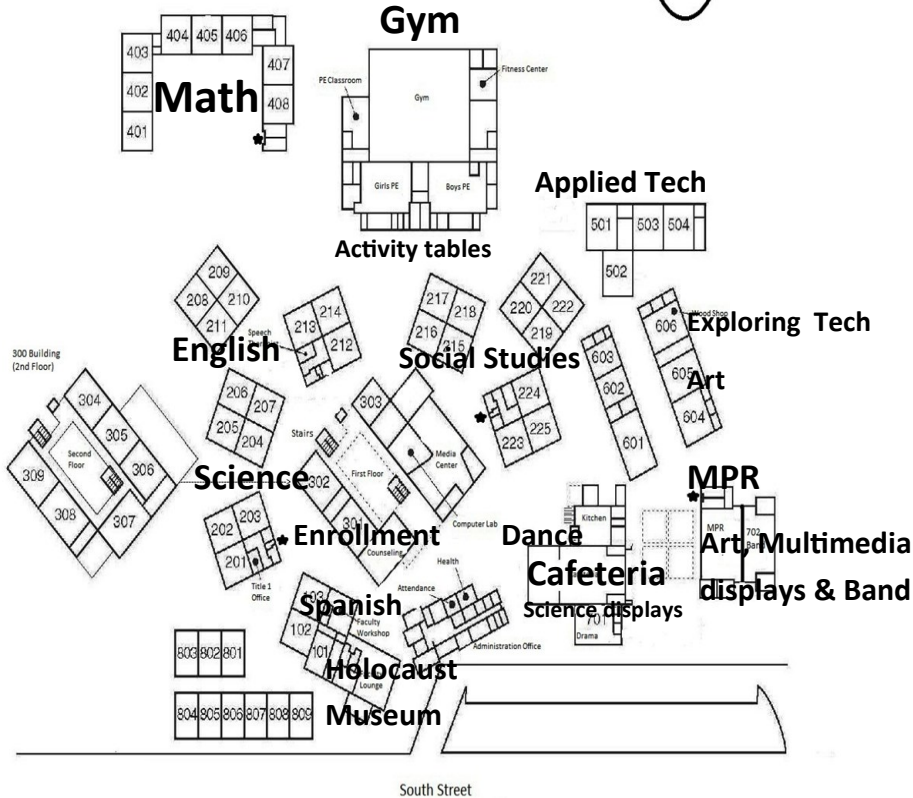 Gym
404 405 406
403
407
402
Math
408
401
PE Classroom
Fitness Center
Gym
Girls PE
Boys PE
Applied Tech
501
503 504
502
Activity tables
209
208 210
211
Speech
213 214
212
English
217
218
216
215
Social Studies
221
220 222
219
Wood Shop
606
Exploring Tech
603
605
Art
602
604
601
300 Building
(2nd Floor)
304
305
306
309
308
307
Second
Floor
206
207
205
204
Science
303
Stairs
First Floor
302
301
Media
Center
Computer Lab
Counseling
224
223 225
202 203
201
Title 1
Office
Enrollment
Dance
Kitchen
Cafeteria
Science displays
701
Drama
MPR
MPR
702
Band
Art, Multimedia
displays & Band
Health
Attendance
Administration Office
103
Spanish
102
Faculty
Workshop
101
Holocaust
Lounge
Museum
803 802 801
804 805 806 807 808 809
South Street